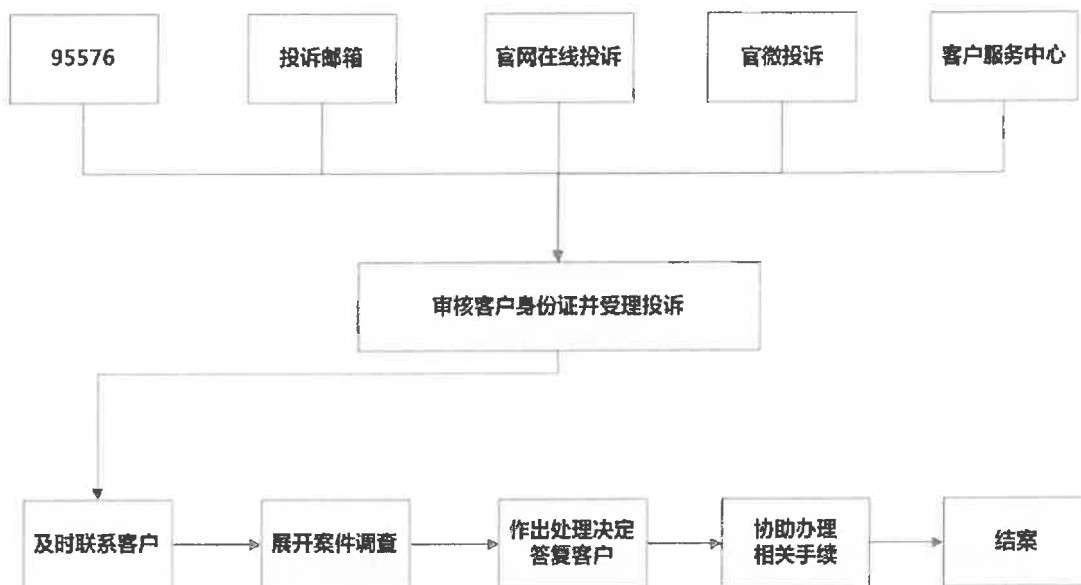 95576
投诉邮箱
官网在线投诉
官微投诉
客户服务中心
审核客户身份证并受理投诉
及时联系客户
展开案件调查
作出处理决定
答复客户
协助办理
相关手续
结案